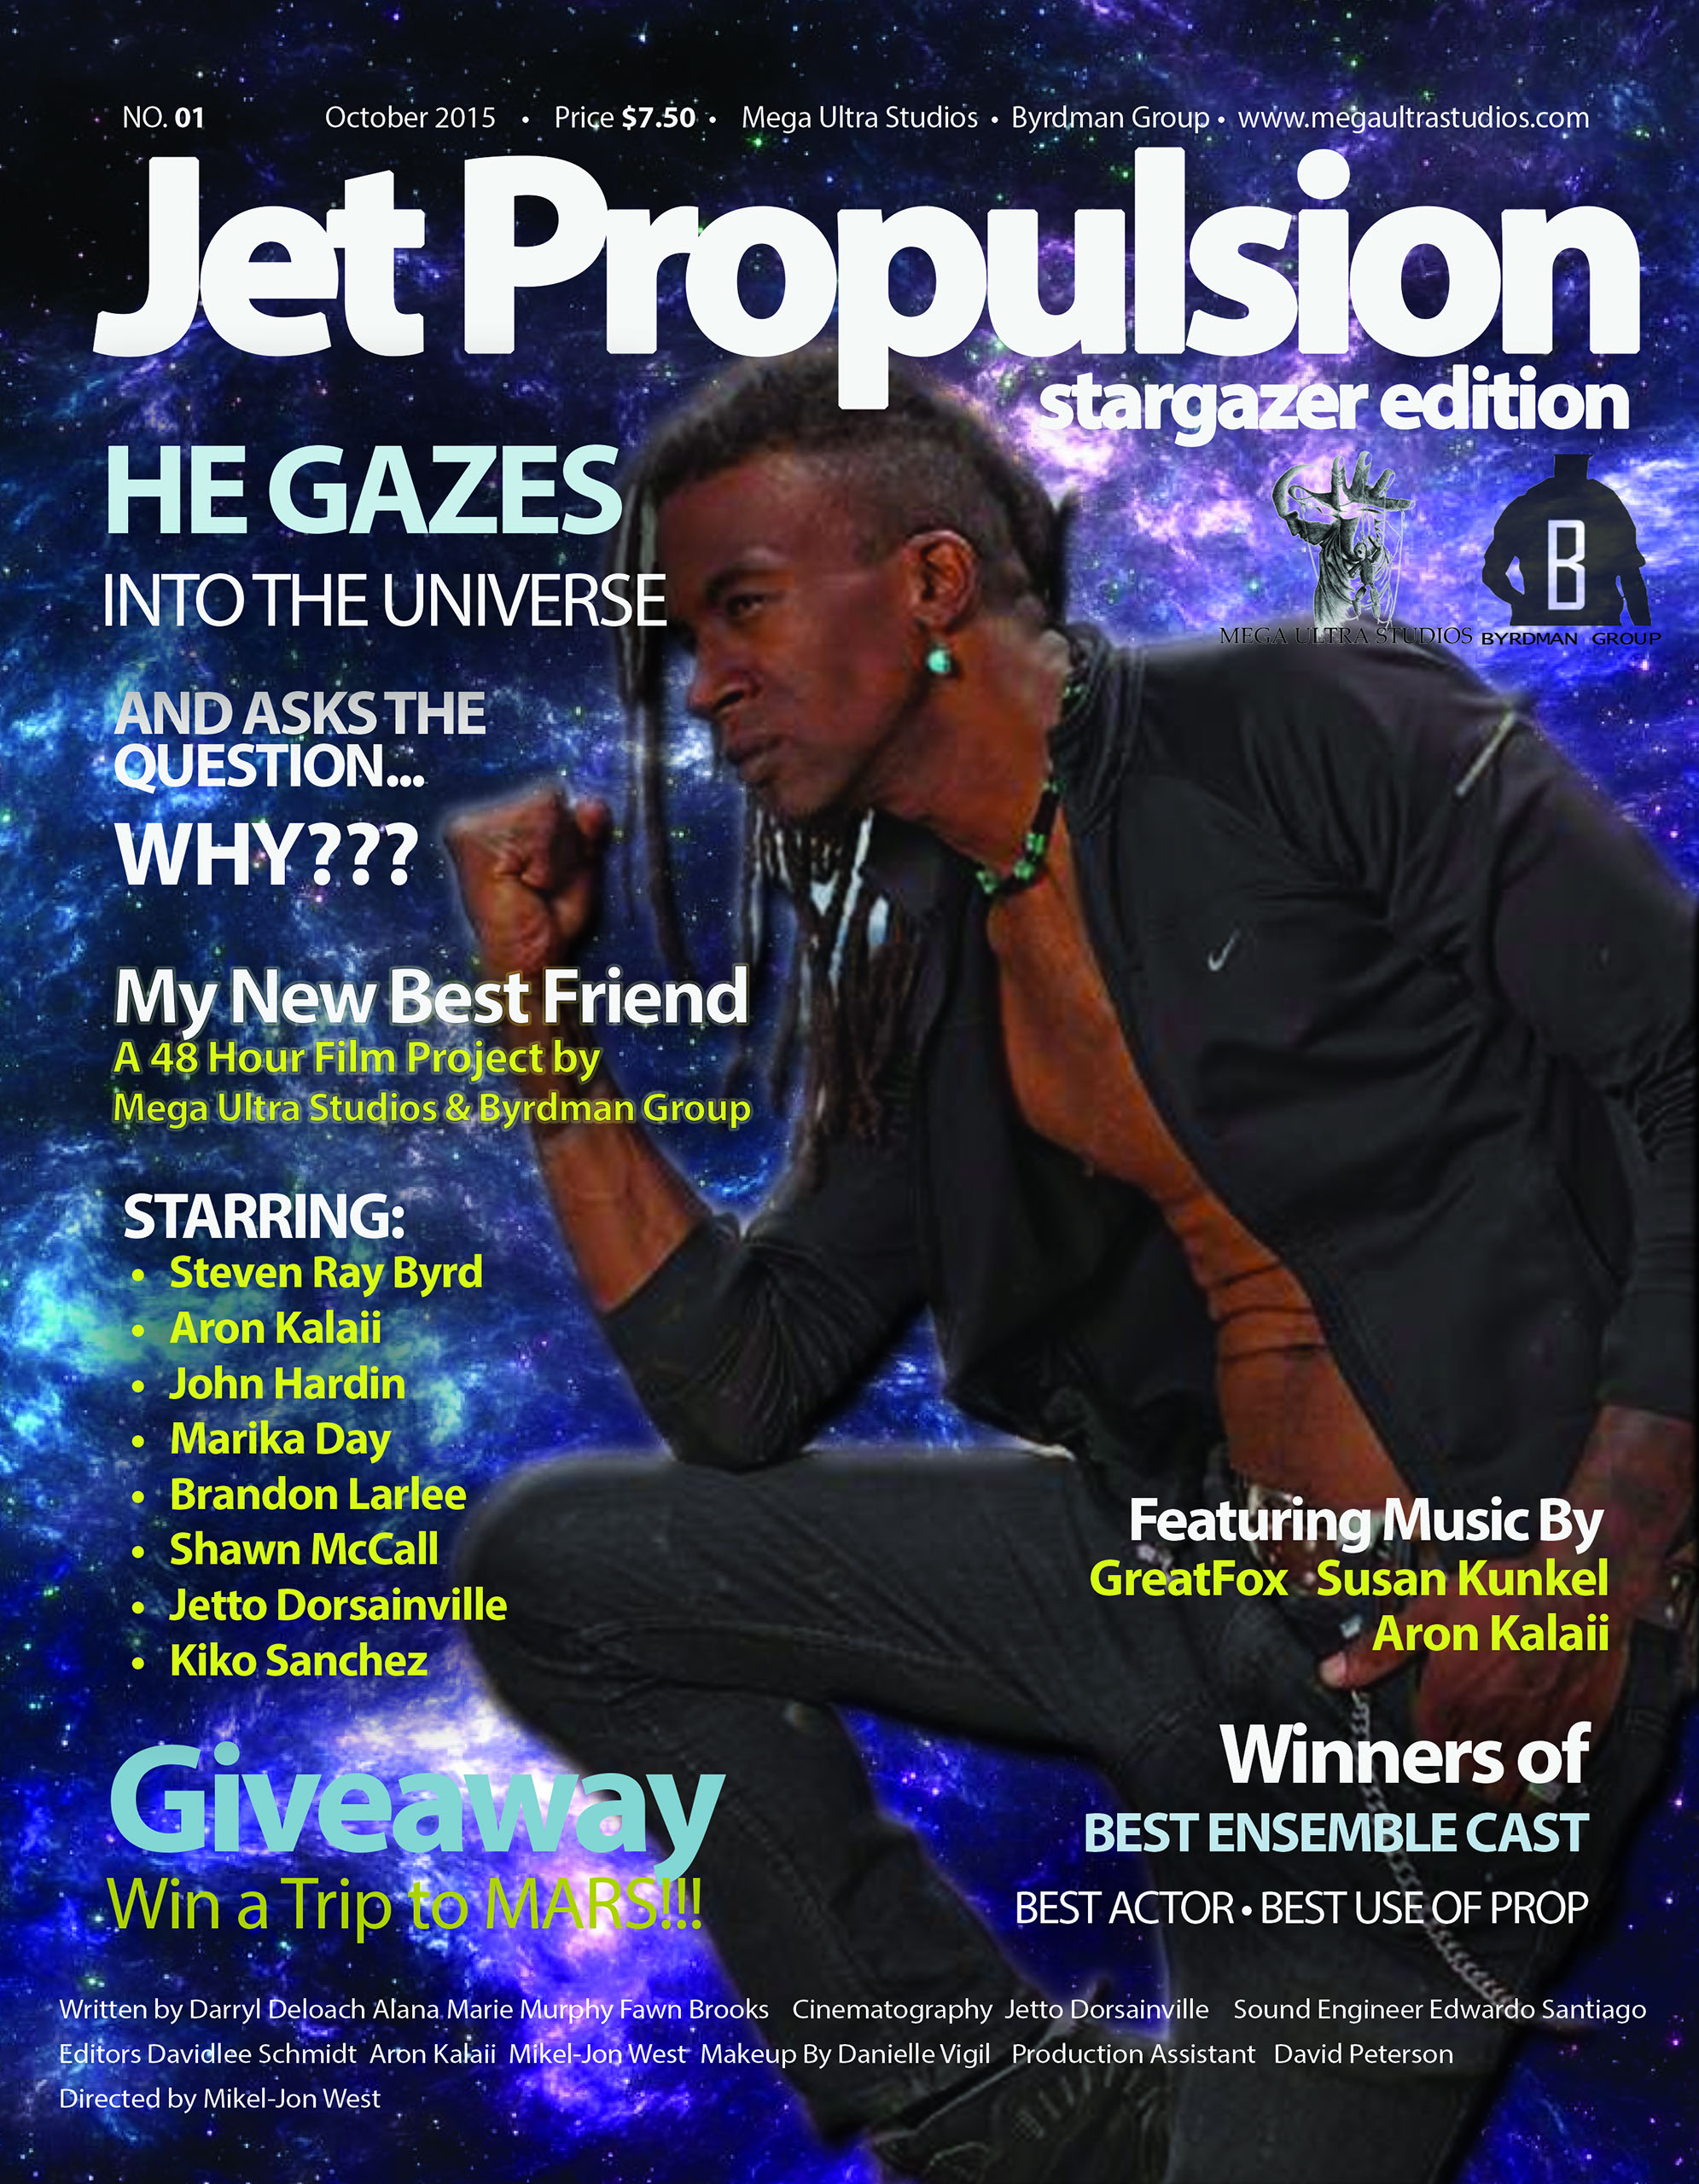 NO. 01 October 2015 • Price $7.50 • Mega Ultra Studios • Byrdman Group • www.megaultrastudios.com
Jet Propulsion
stargazer edition
HE GAZES
INTO THE UNIVERSE
MEGA ULTRA STUDIOS
B
BYRDMAN GROUP
AND ASKS THE
QUESTION...
WHY???
My New Best Friend
A 48 Hour Film Project by
Mega Ultra Studios & Byrdman Group
STARRING:
• Steven Ray Byrd
• Aron Kalaii
• John Hardin
• Marika Day
• Brandon Larlee
• Shawn McCall
• Jetto Dorsainville
• Kiko Sanchez
Featuring Music By
GreatFox Susan Kunkel
Aron Kalaii
Giveaway
Win a Trip to MARS!!!
Winners of
BEST ENSEMBLE CAST
BEST ACTOR • BEST USE OF PROP
Written by Darryl Deloach Alana Marie Murphy Fawn Brooks Cinematography Jetto Dorsainville Sound Engineer Edwardo Santiago
Editors Davidlee Schmidt Aron Kalaii Mikel-Jon West Makeup By Danielle Vigil Production Assistant David Peterson
Directed by Mikel-Jon West